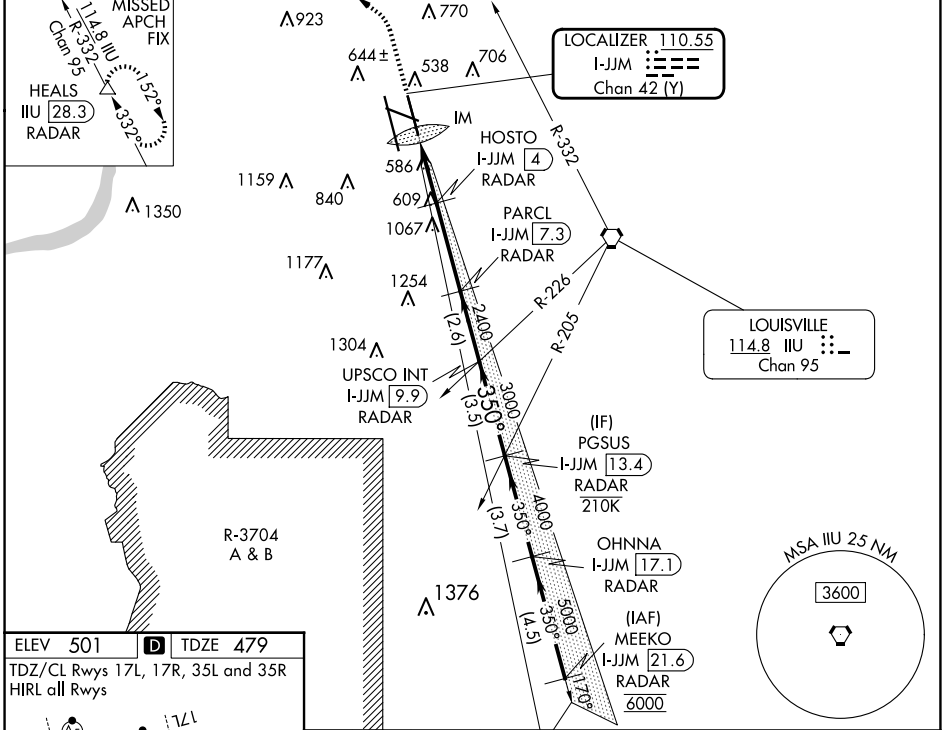 MISSED
APCH
FIX
114.8 IIU
R-332
Chan 95
HEALS
IIU 28.3
RADAR
152°
332°
923
770
644±
538
706
LOCALIZER 110.55
I-JJM
Chan 42 (Y)
IM
R-332
HOSTO
I-JJM 4
RADAR
586
1159
840
609
1350
1067
PARCL
I-JJM 7.3
RADAR
1177
1254
R-226
R-205
2400
(2.6)
LOUISVILLE
114.8 IIU
Chan 95
1304
UPSCO INT
I-JJM 9.9
RADAR
3000
350°
(3.5)
(IF)
PGSUS
I-JJM 13.4
RADAR
210K
4000
350°
(3.7)
R-3704
A & B
OHNNA
I-JJM 17.1
RADAR
MSA IIU 25 NM
3600
1376
5000
350°
(4.5)
(IAF)
MEEKO
I-JJM 21.6
RADAR
6000
170°
ELEV 501 D TDZE 479
TDZ/CL Rwys 17L, 17R, 35L and 35R
HIRL all Rwys
17L